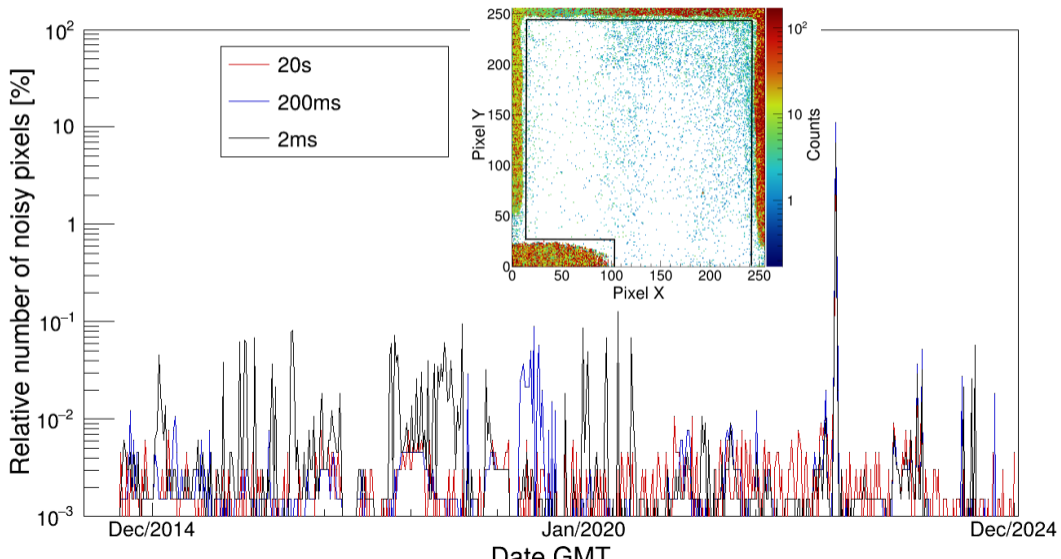 Relative number of noisy pixels [%]
10²
10
1
10⁻¹
10⁻²
10⁻³
20s
200ms
2ms
Pixel Y
250
200
150
100
50
0
0 50 100 150 200 250
Pixel X
10²
10
1
Counts
Dec/2014 Jan/2020 Dec/2024
Date GMT